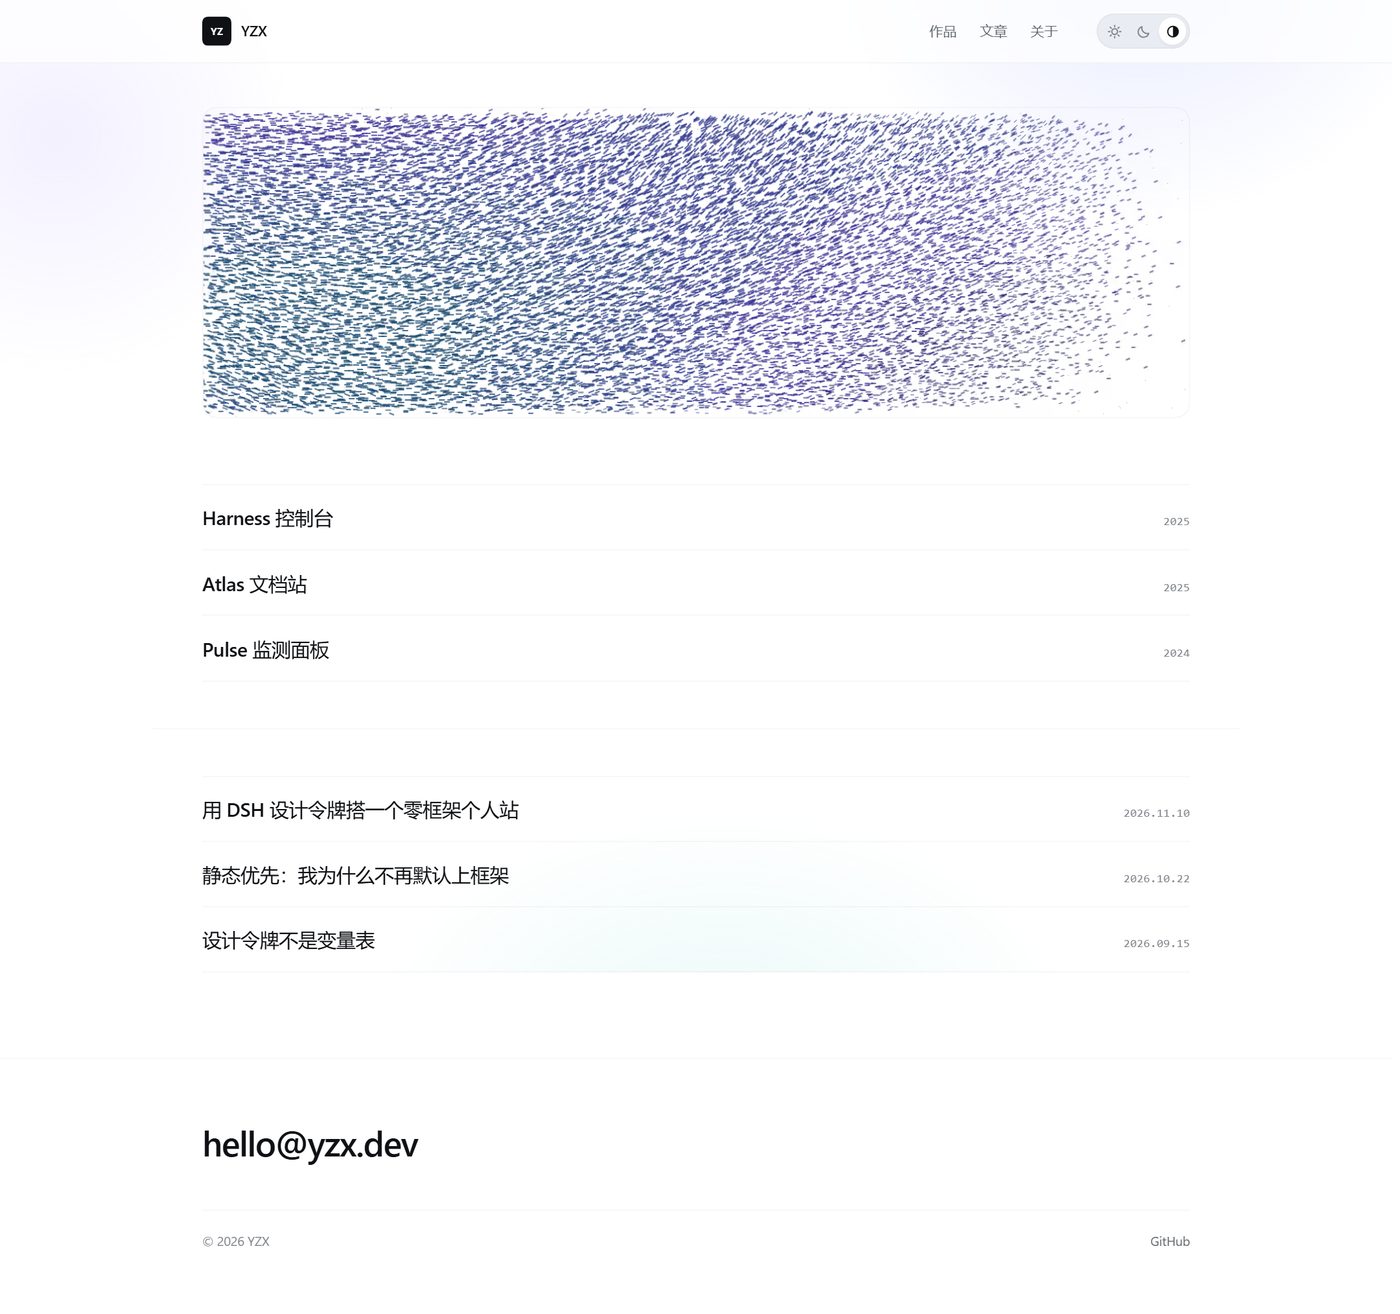 YZ YZX 作品 文章 关于
Harness 控制台 2025
Atlas 文档站 2025
Pulse 监测面板 2024
用 DSH 设计令牌搭一个零框架个人站 2026.11.10
静态优先：我为什么不再默认上框架 2026.10.22
设计令牌不是变量表 2026.09.15
hello@yzx.dev
© 2026 YZX GitHub